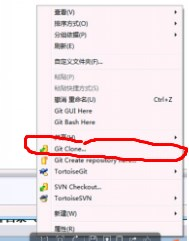 查看(V)
排序方式(O)
分组依据(P)
刷新(E)
自定义文件夹(F)...
粘贴(P)
粘贴快捷方式(S)
撤消 重命名(U) Ctrl+Z
Git GUI Here
Git Bash Here
Git Clone...
Git Create repository here...
TortoiseGit
SVN Checkout...
TortoiseSVN
新建(W)
属性(R)